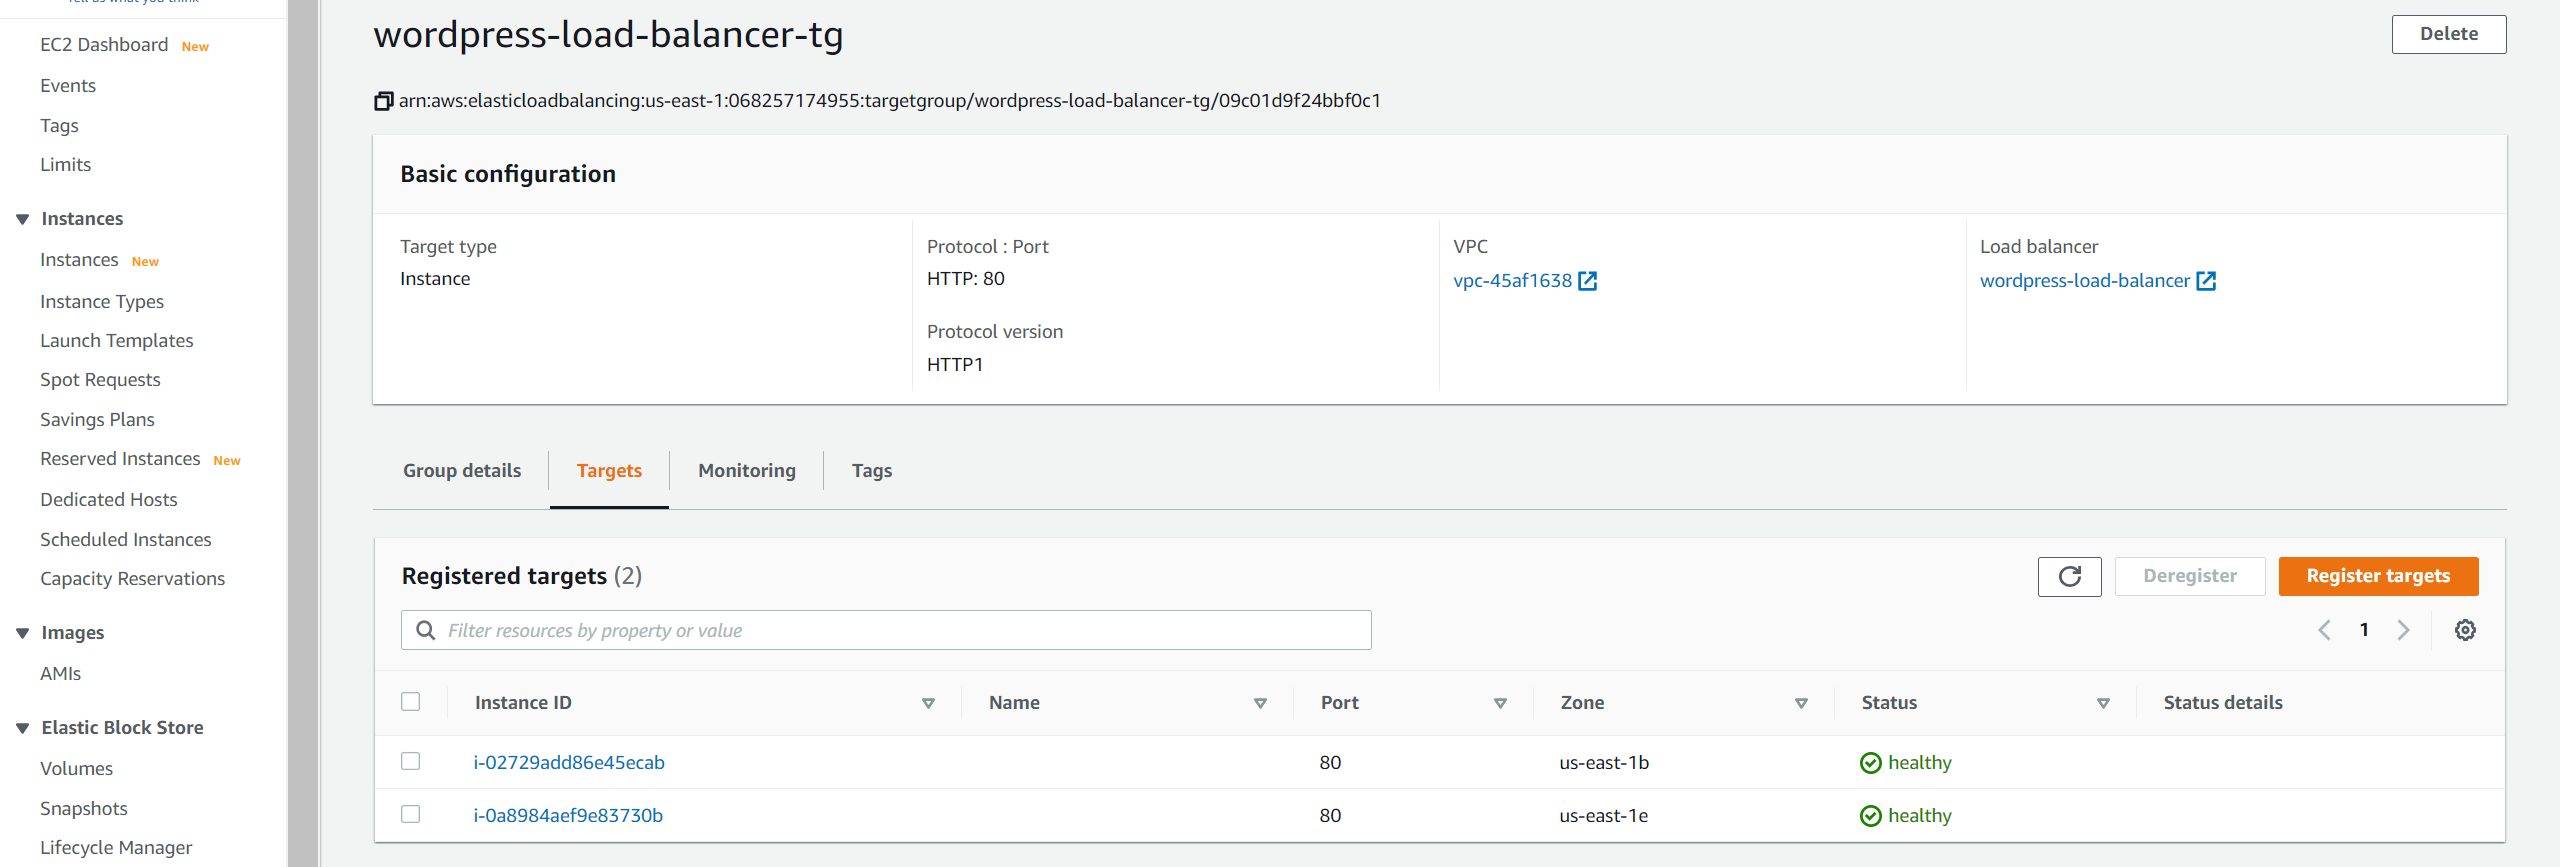 Tell us what you think
EC2 Dashboard New
Events
Tags
Limits
Instances
Instances New
Instance Types
Launch Templates
Spot Requests
Savings Plans
Reserved Instances New
Dedicated Hosts
Scheduled Instances
Capacity Reservations
Images
AMIs
Elastic Block Store
Volumes
Snapshots
Lifecycle Manager
wordpress-load-balancer-tg
Delete
arn:aws:elasticloadbalancing:us-east-1:068257174955:targetgroup/wordpress-load-balancer-tg/09c01d9f24bbf0c1
Basic configuration
Target type
Instance
Protocol : Port
HTTP: 80
Protocol version
HTTP1
VPC
vpc-45af1638
Load balancer
wordpress-load-balancer
Group details Targets Monitoring Tags
Registered targets (2)
Deregister Register targets
Filter resources by property or value
1
Instance ID Name Port Zone Status Status details
i-02729add86e45ecab 80 us-east-1b healthy
i-0a8984aef9e83730b 80 us-east-1e healthy